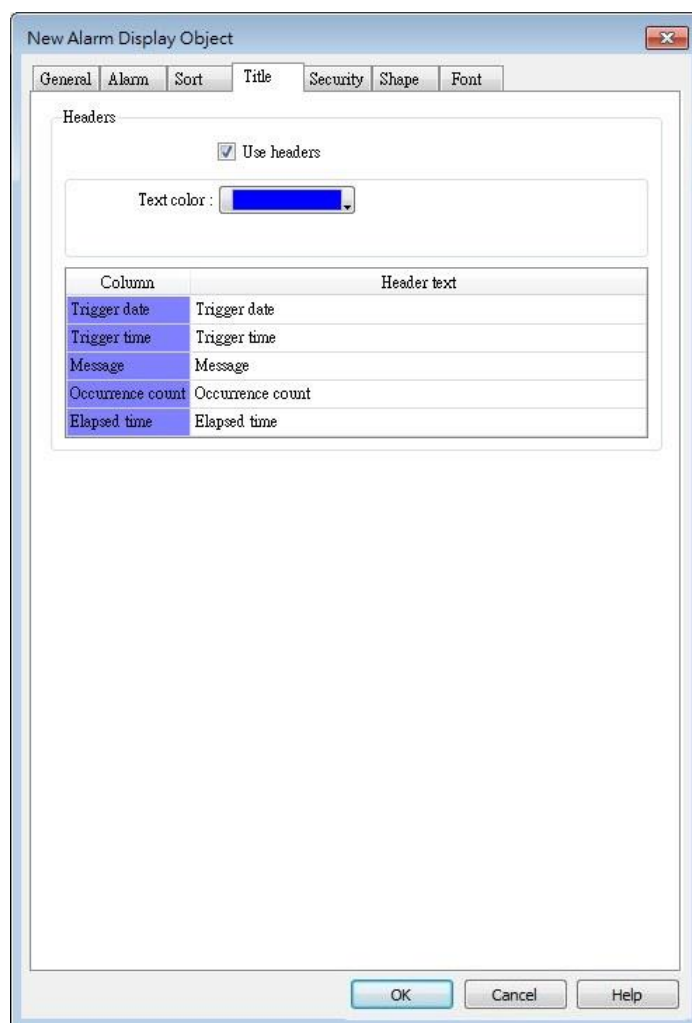 New Alarm Display Object
General Alarm Sort Title Security Shape Font
Headers
Use headers
Text color :
Column Header text
Trigger date Trigger date
Trigger time Trigger time
Message Message
Occurrence count Occurrence count
Elapsed time Elapsed time
OK Cancel Help